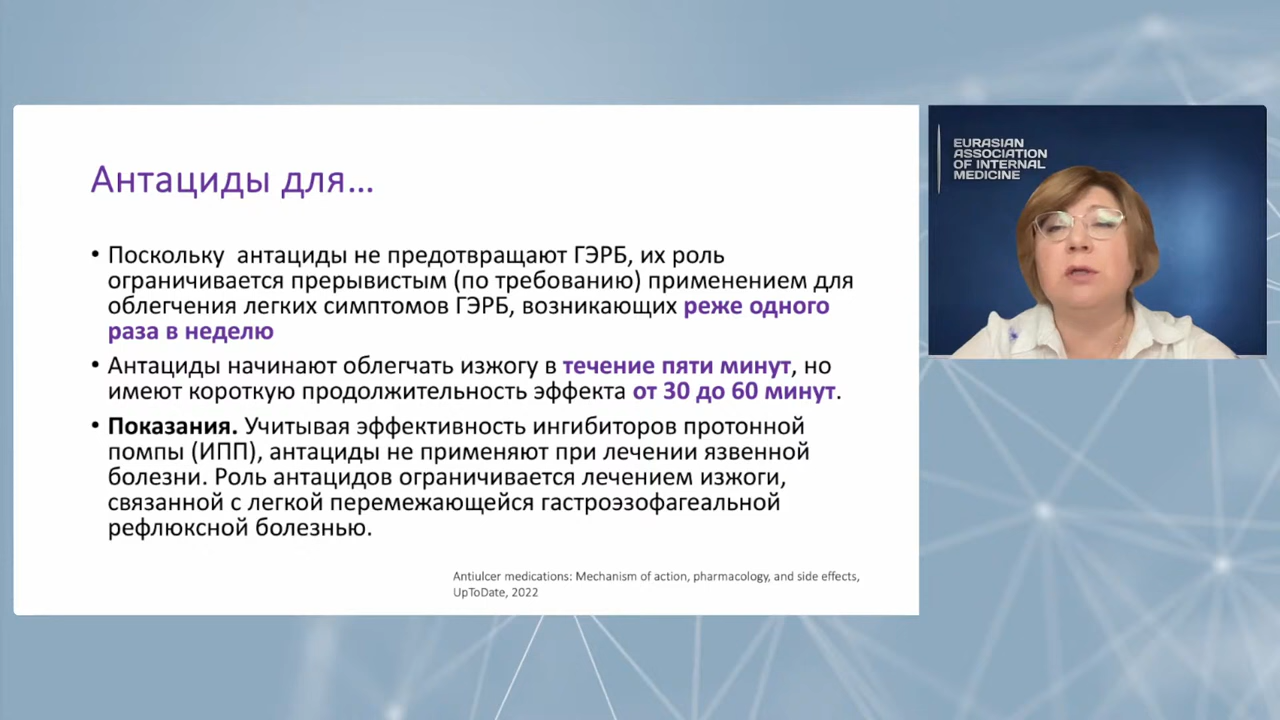 Антациды для...
• Поскольку антациды не предотвращают ГЭРБ, их роль
ограничивается прерывистым (по требованию) применением для
облегчения легких симптомов ГЭРБ, возникающих реже одного
раза в неделю
• Антациды начинают облегчать изжогу в течение пяти минут, но
имеют короткую продолжительность эффекта от 30 до 60 минут.
• Показания. Учитывая эффективность ингибиторов протонной
помпы (ИПП), антациды не применяют при лечении язвенной
болезни. Роль антацидов ограничивается лечением изжоги,
связанной с легкой перемежающейся гастроэзофагеальной
рефлюксной болезнью.
Antiulcer medications: Mechanism of action, pharmacology, and side effects,
UpToDate, 2022
EURASIAN
ASSOCIATION
OF INTERNAL
MEDICINE